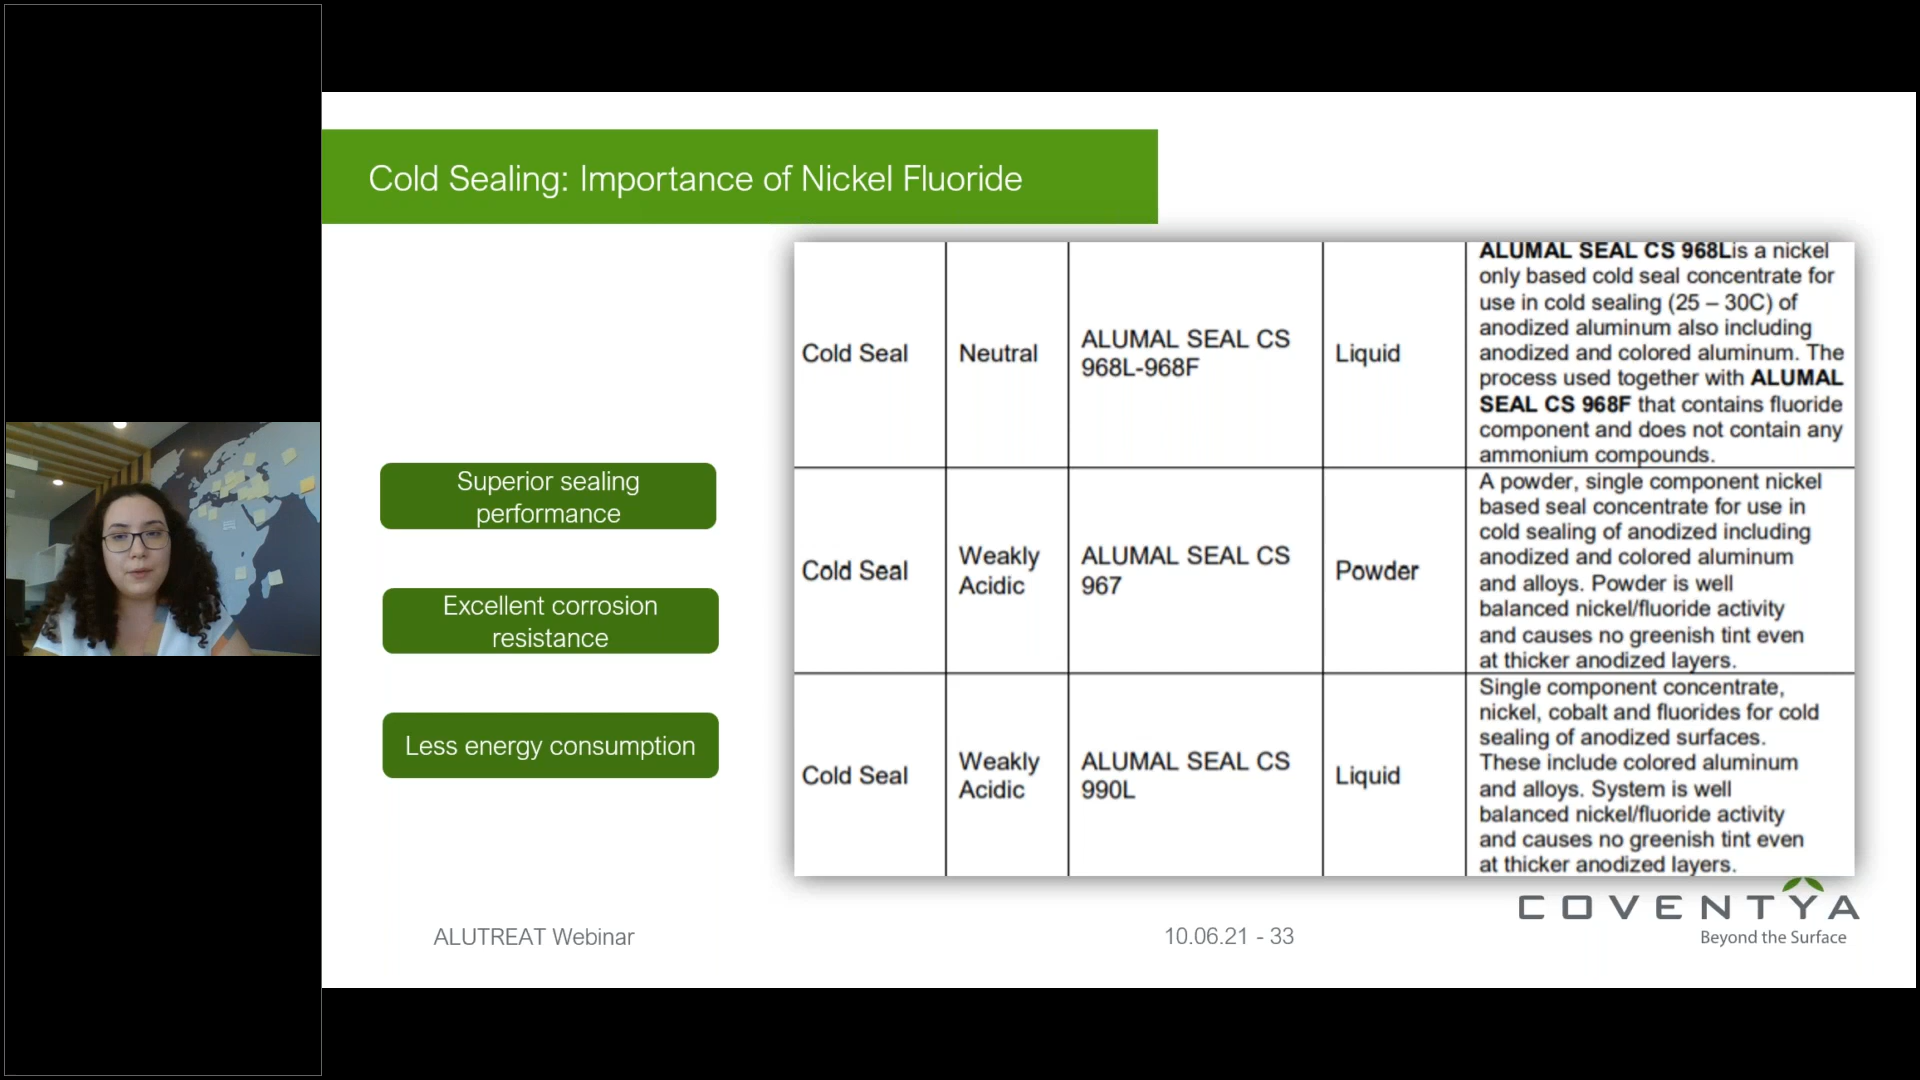 Cold Sealing: Importance of Nickel Fluoride
Superior sealing
performance
Excellent corrosion
resistance
Less energy consumption
Cold Seal
Neutral
ALUMAL SEAL CS
968L-968F
Liquid
ALUMAL SEAL CS 968Lis a nickel
only based cold seal concentrate for
use in cold sealing (25 – 30C) of
anodized aluminum also including
anodized and colored aluminum. The
process used together with ALUMAL
SEAL CS 968F that contains fluoride
component and does not contain any
ammonium compounds.
Cold Seal
Weakly
Acidic
ALUMAL SEAL CS
967
Powder
A powder, single component nickel
based seal concentrate for use in
cold sealing of anodized including
anodized and colored aluminum
and alloys. Powder is well
balanced nickel/fluoride activity
and causes no greenish tint even
at thicker anodized layers.
Cold Seal
Weakly
Acidic
ALUMAL SEAL CS
990L
Liquid
Single component concentrate,
nickel, cobalt and fluorides for cold
sealing of anodized surfaces.
These include colored aluminum
and alloys. System is well
balanced nickel/fluoride activity
and causes no greenish tint even
at thicker anodized layers.
COVENTYA
Beyond the Surface
ALUTREAT Webinar
10.06.21 - 33